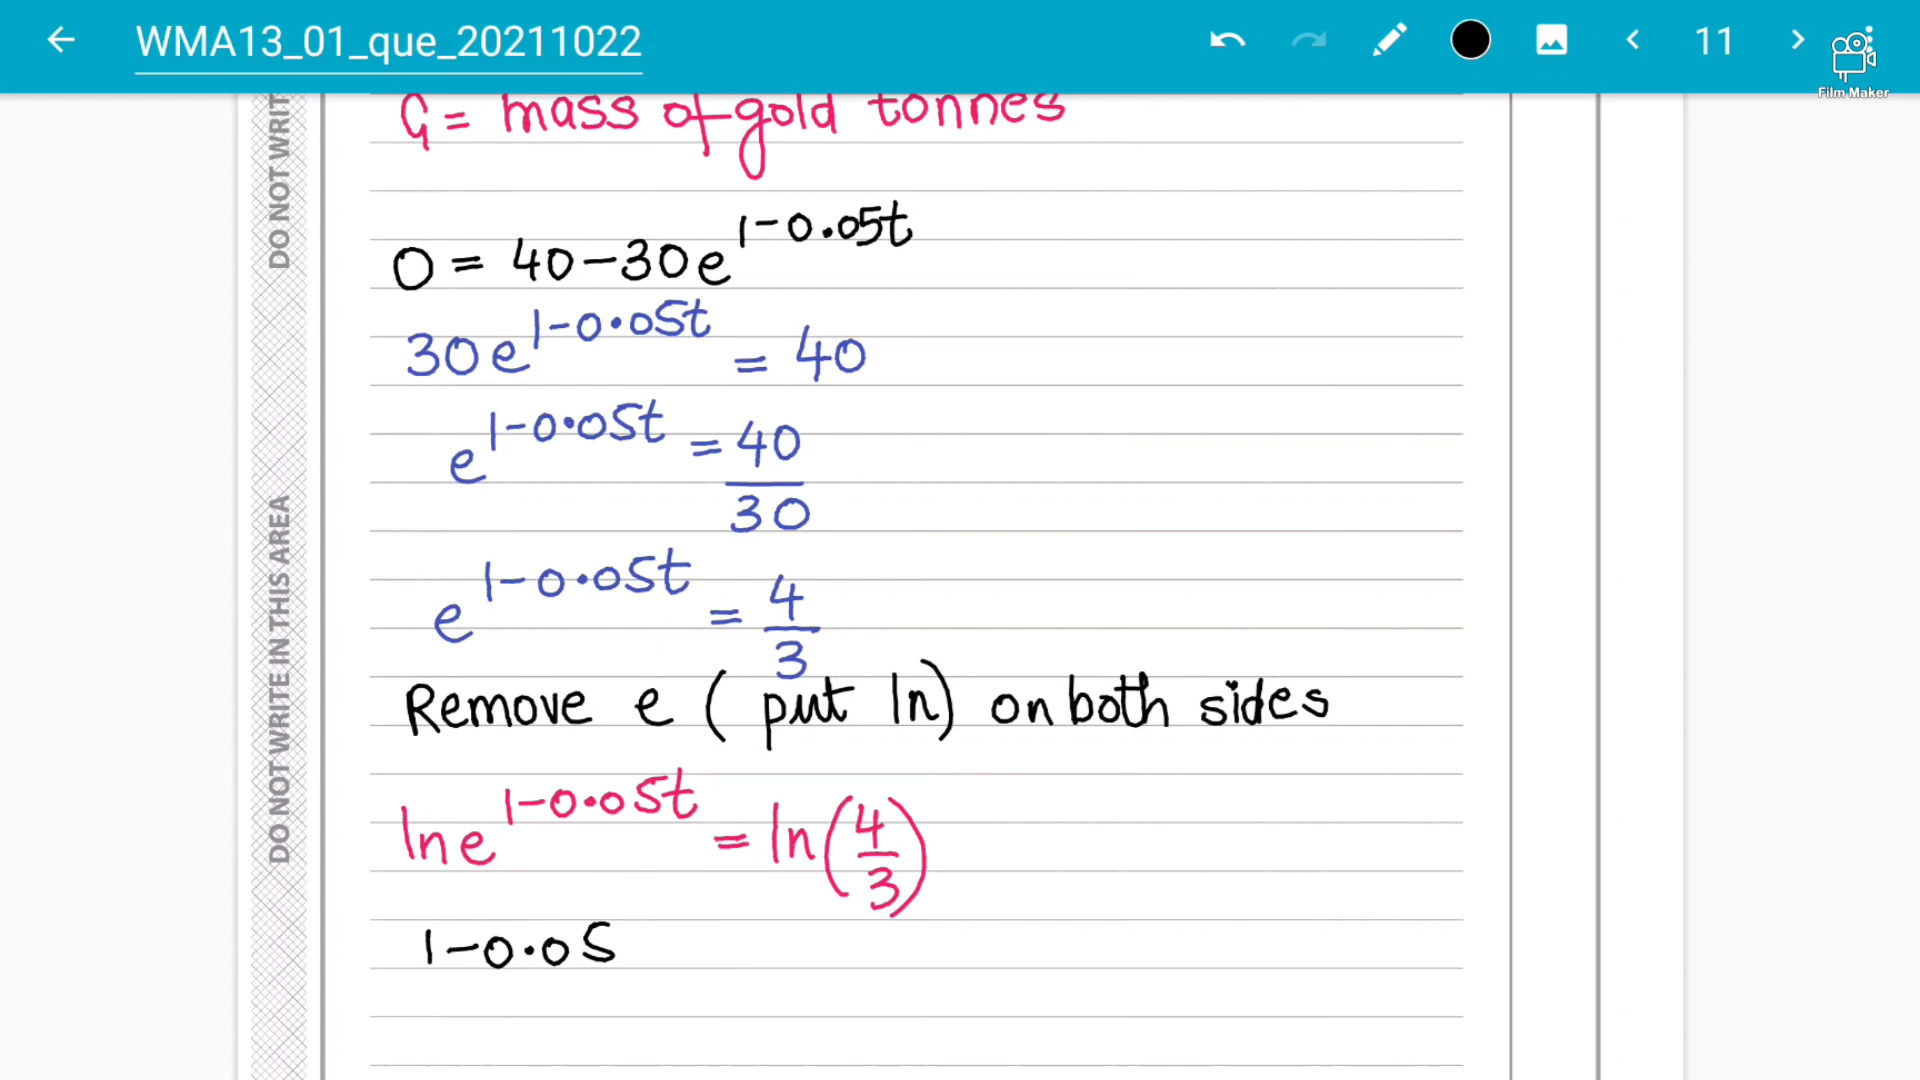 WMA13_01_que_20211022
11
Film Maker
DO NOT WRIT
DO NOT WRITE IN THIS AREA
G = mass of gold tonnes
0 = 40-30e^1-0.05t
30e^1-0.05t = 40
e^1-0.05t = 40/30
e^1-0.05t = 4/3
Remove e ( put ln) on both sides
ln e^1-0.05t = ln(4/3)
1-0.05